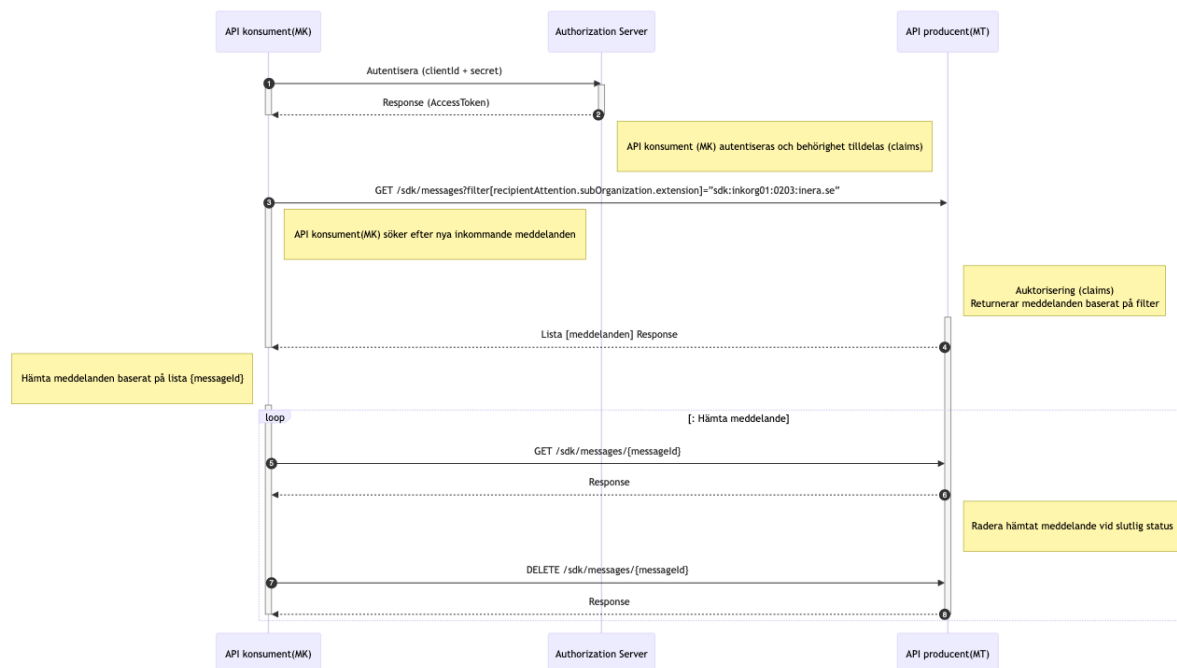 API konsument(MK)
Authorization Server
API producent(MT)
Autentisera (clientId + secret)
1
Response (AccessToken)
2
API konsument (MK) autentiseras och behörighet tilldelas (claims)
GET /sdk/messages?filter[recipientAttention.subOrganization.extension]=”sdk:inkorg01:0203:inera.se”
3
API konsument(MK) söker efter nya inkommande meddelanden
Auktorisering (claims)
Returnerar meddelanden baserat på filter
Lista [meddelanden] Response
4
Hämta meddelanden baserat på lista {messageId}
loop
[: Hämta meddelande]
GET /sdk/messages/{messageId}
5
Response
6
Radera hämtat meddelande vid slutlig status
DELETE /sdk/messages/{messageId}
7
Response
8
API konsument(MK)
Authorization Server
API producent(MT)